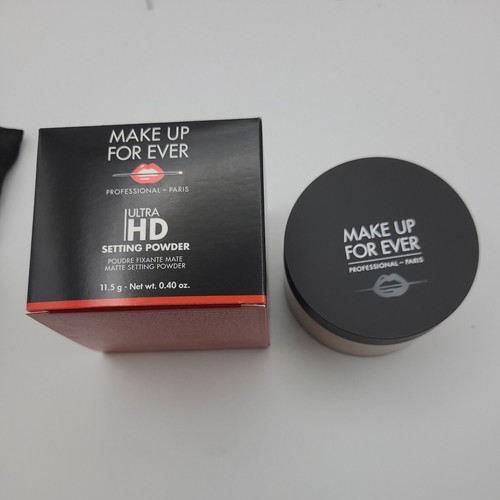 MAKE UP
FOR EVER
PROFESSIONAL – PARIS
ULTRA
HD
SETTING POWDER
POUDRE FIXANTE MATE
MATTE SETTING POWDER
11.5 g - Net wt. 0.40 oz.
MAKE UP
FOR EVER
PROFESSIONAL – PARIS